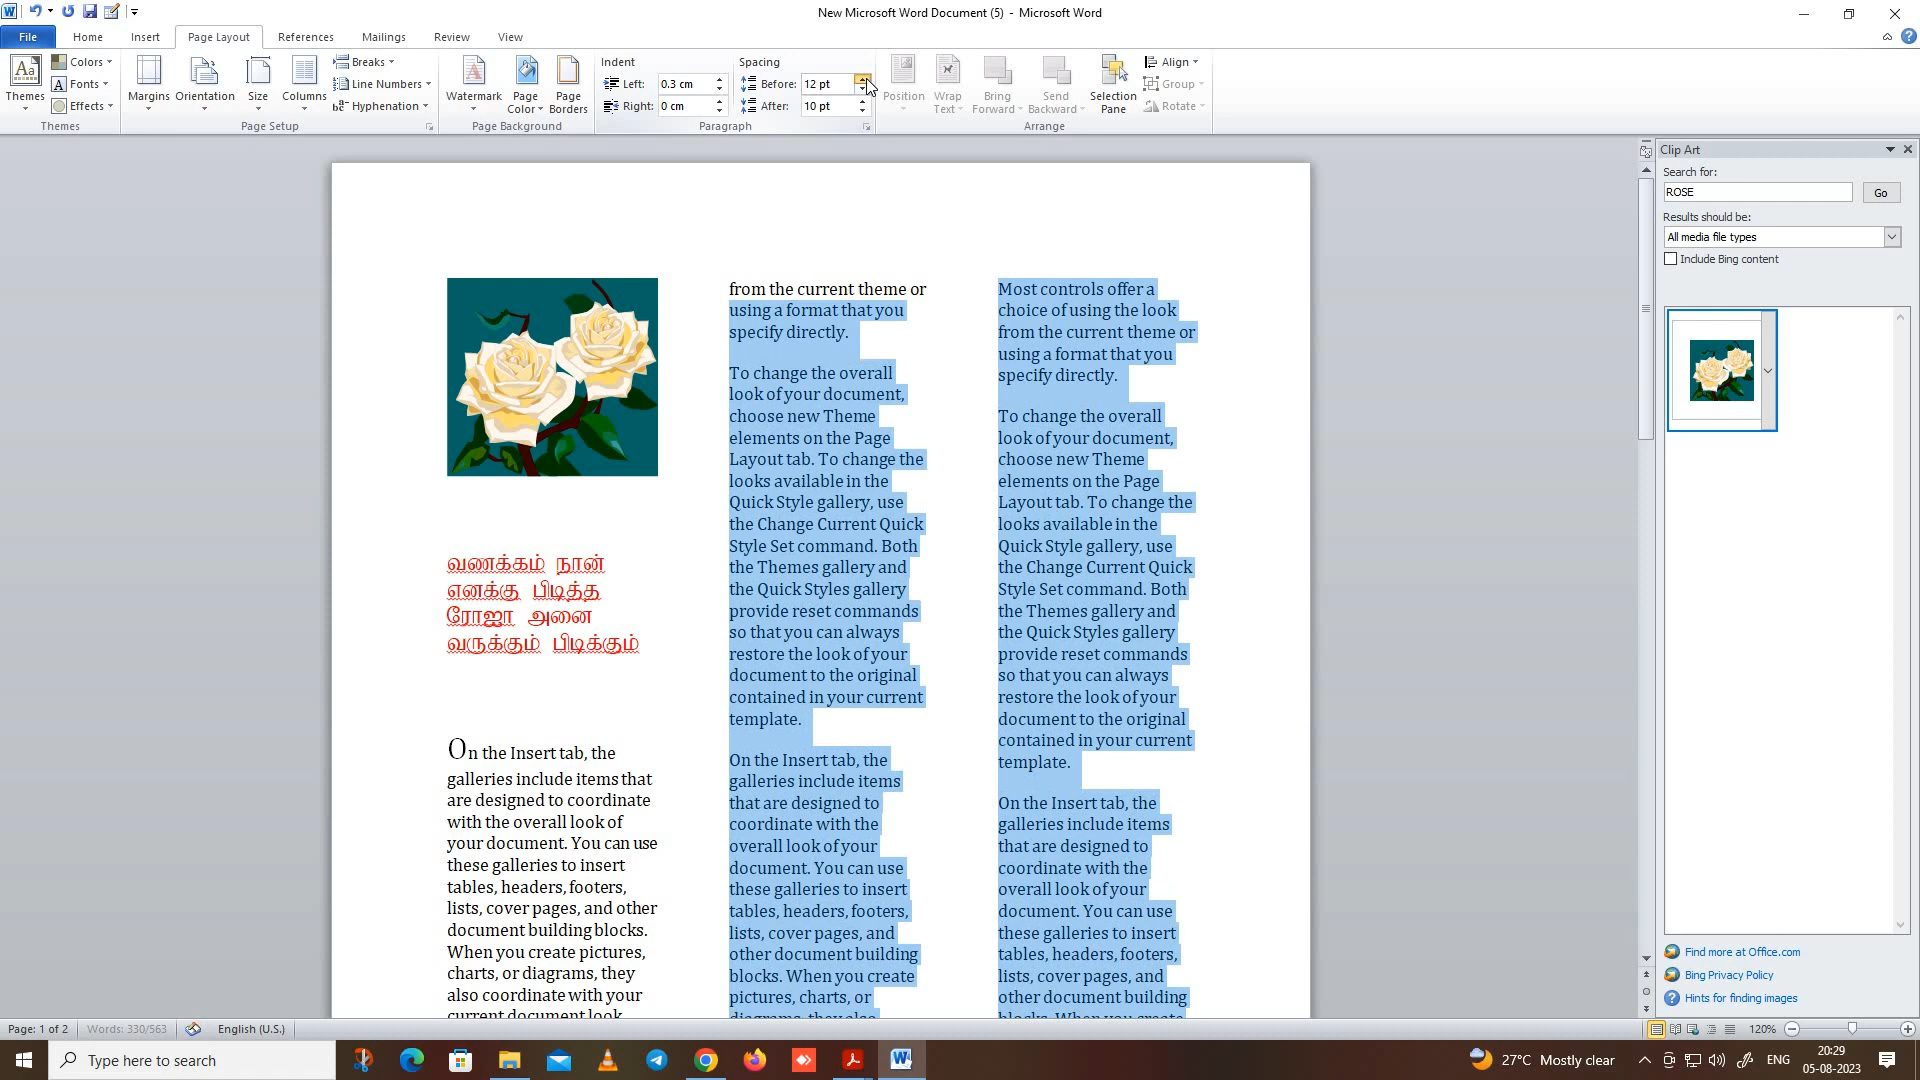 New Microsoft Word Document (5) - Microsoft Word
File Home Insert Page Layout References Mailings Review View
Themes
Colors
Fonts
Effects
Themes
Margins
Orientation
Size
Columns
Breaks
Line Numbers
Hyphenation
Page Setup
Watermark
Page Color
Page Borders
Page Background
Indent
Left: 0.3 cm
Right: 0 cm
Spacing
Before: 12 pt
After: 10 pt
Paragraph
Position
Wrap Text
Bring Forward
Send Backward
Selection Pane
Align
Group
Rotate
Arrange
வணக்கம் நான்
எனக்கு பிடித்த
ரோஜா அனை
வருக்கும் பிடிக்கும்
On the Insert tab, the
galleries include items that
are designed to coordinate
with the overall look of
your document. You can use
these galleries to insert
tables, headers, footers,
lists, cover pages, and other
document building blocks.
When you create pictures,
charts, or diagrams, they
also coordinate with your
current document look.
from the current theme or
using a format that you
specify directly.
To change the overall
look of your document,
choose new Theme
elements on the Page
Layout tab. To change the
looks available in the
Quick Style gallery, use
the Change Current Quick
Style Set command. Both
the Themes gallery and
the Quick Styles gallery
provide reset commands
so that you can always
restore the look of your
document to the original
contained in your current
template.
On the Insert tab, the
galleries include items
that are designed to
coordinate with the
overall look of your
document. You can use
these galleries to insert
tables, headers, footers,
lists, cover pages, and
other document building
blocks. When you create
pictures, charts, or
diagrams, they also
Most controls offer a
choice of using the look
from the current theme or
using a format that you
specify directly.
To change the overall
look of your document,
choose new Theme
elements on the Page
Layout tab. To change the
looks available in the
Quick Style gallery, use
the Change Current Quick
Style Set command. Both
the Themes gallery and
the Quick Styles gallery
provide reset commands
so that you can always
restore the look of your
document to the original
contained in your current
template.
On the Insert tab, the
galleries include items
that are designed to
coordinate with the
overall look of your
document. You can use
these galleries to insert
tables, headers, footers,
lists, cover pages, and
other document building
blocks. When you create
Clip Art
Search for:
ROSE
Go
Results should be:
All media file types
Include Bing content
Find more at Office.com
Bing Privacy Policy
Hints for finding images
Page: 1 of 2 Words: 330/563 English (U.S.) 120%
Type here to search
27°C Mostly clear
ENG
20:29
05-08-2023